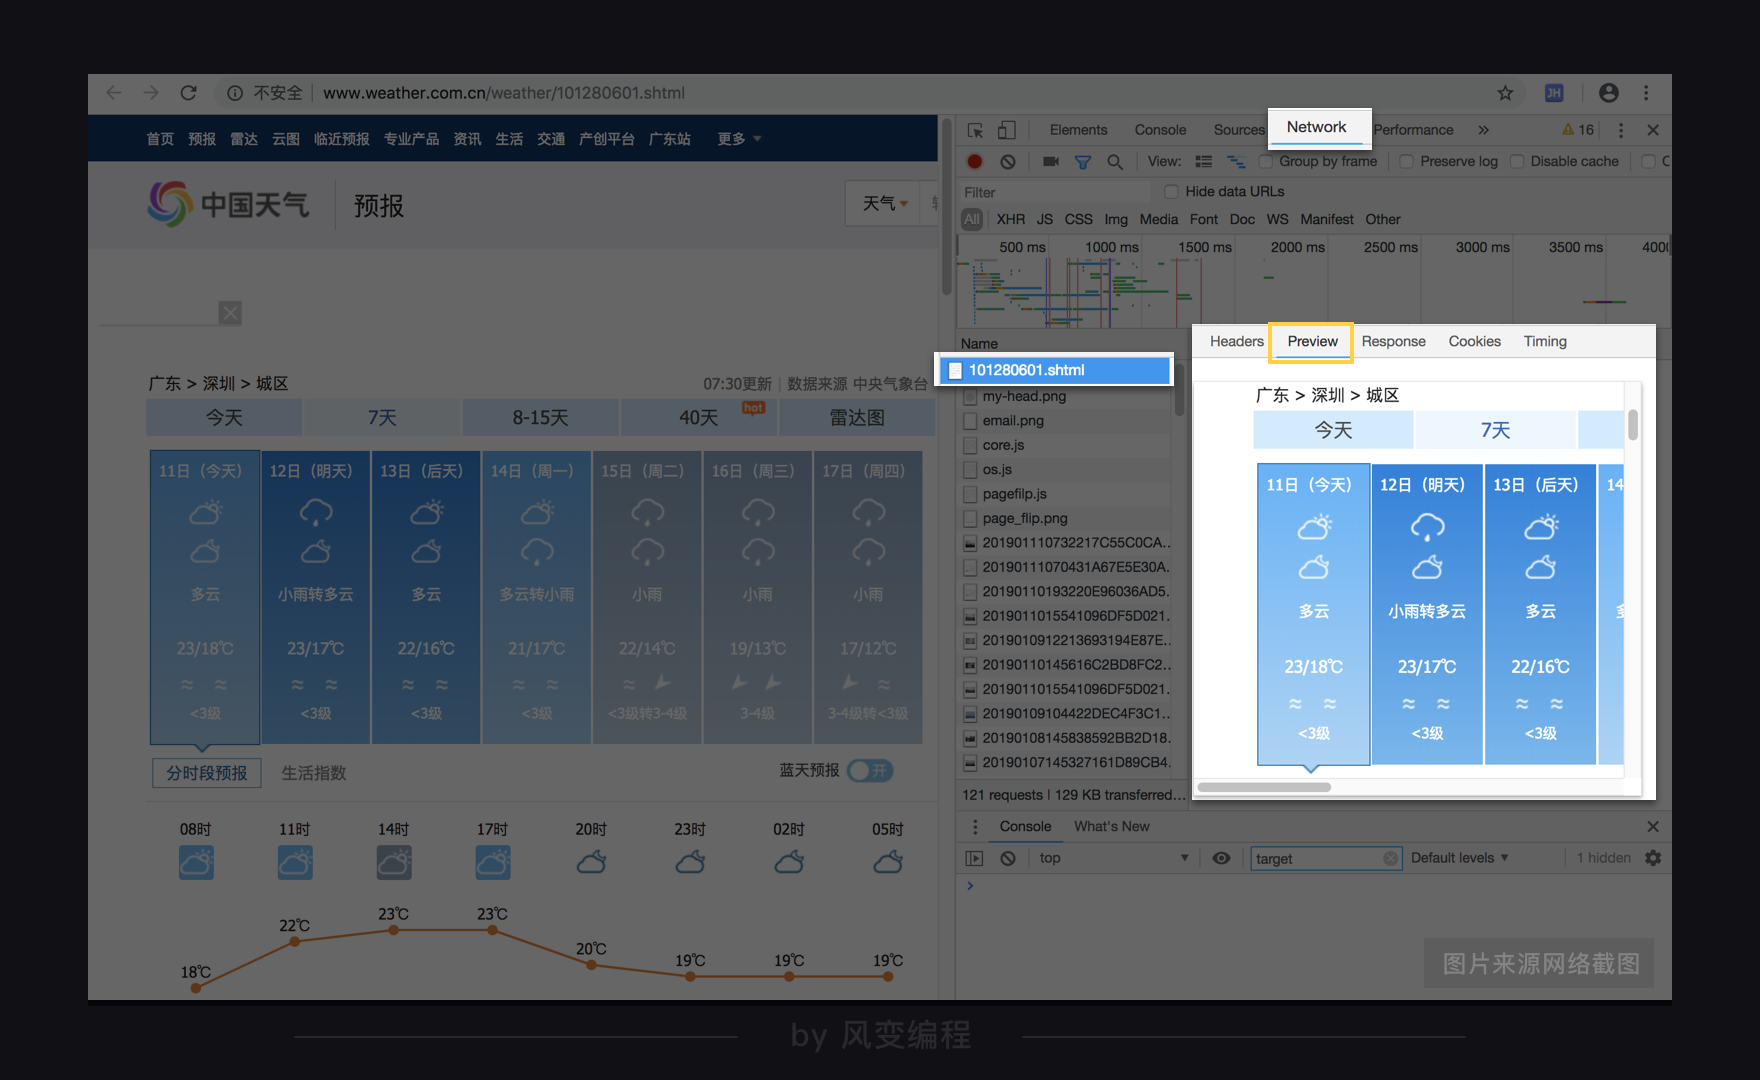 不安全 www.weather.com.cn/weather/101280601.shtml
首页 预报 雷达 云图 临近预报 专业产品 资讯 生活 交通 产创平台 广东站 更多
中国天气 预报 天气
广东 > 深圳 > 城区 07:30更新 数据来源 中央气象台
今天 7天 8-15天 40天 hot 雷达图
11日（今天） 12日（明天） 13日（后天） 14日（周一） 15日（周二） 16日（周三） 17日（周四）
多云 小雨转多云 多云 多云转小雨 小雨 小雨 小雨
23/18℃ 23/17℃ 22/16℃ 21/17℃ 22/14℃ 19/13℃ 17/12℃
<3级 <3级 <3级 <3级 <3级转3-4级 3-4级 3-4级转<3级
分时段预报 生活指数 蓝天预报 开
08时 11时 14时 17时 20时 23时 02时 05时
18℃ 22℃ 23℃ 23℃ 20℃ 19℃ 19℃ 19℃
JH
Elements Console Sources Network Performance » 16
View: Group by frame Preserve log Disable cache
Filter Hide data URLs
All XHR JS CSS Img Media Font Doc WS Manifest Other
500 ms 1000 ms 1500 ms 2000 ms 2500 ms 3000 ms 3500 ms 400
Name
101280601.shtml
my-head.png
email.png
core.js
os.js
pagefilp.js
page_flip.png
201901110732217C55C0CA..
20190111070431A67E5E30A.
20190110193220E96036AD5.
2019011015541096DF5D021.
2019010912213693194E87E..
20190110145616C2BD8FC2..
2019011015541096DF5D021.
20190109104422DEC4F3C1..
20190108145838592BB2D18.
20190107145327161D89CB4.
121 requests | 129 KB transferred...
Headers Preview Response Cookies Timing
广东 > 深圳 > 城区
今天 7天
11日（今天） 12日（明天） 13日（后天） 14
多云 小雨转多云 多云
23/18℃ 23/17℃ 22/16℃
<3级 <3级 <3级
Console What's New
top target Default levels 1 hidden
图片来源网络截图
by 风变编程